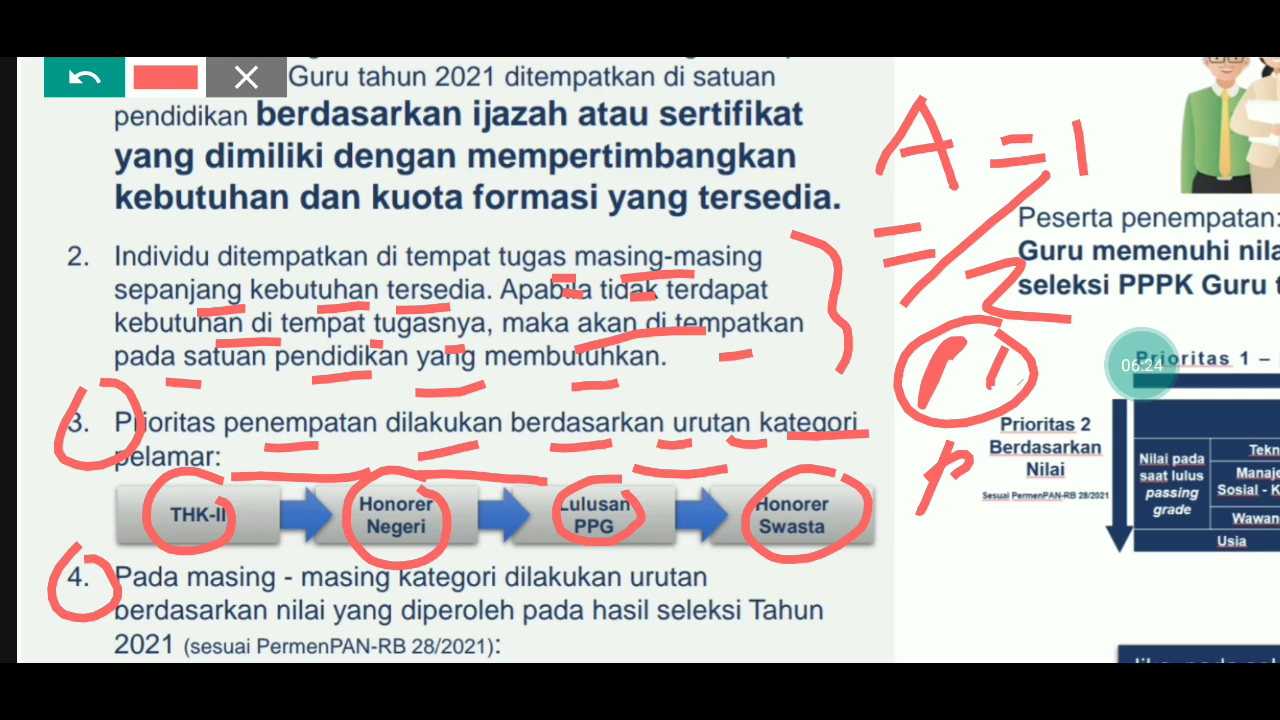 Guru tahun 2021 ditempatkan di satuan
pendidikan berdasarkan ijazah atau sertifikat
yang dimiliki dengan mempertimbangkan
kebutuhan dan kuota formasi yang tersedia.
2. Individu ditempatkan di tempat tugas masing-masing
sepanjang kebutuhan tersedia. Apabila tidak terdapat
kebutuhan di tempat tugasnya, maka akan di tempatkan
pada satuan pendidikan yang membutuhkan.
3. Prioritas penempatan dilakukan berdasarkan urutan kategori
pelamar:
THK-II
Honorer
Negeri
Lulusan
PPG
Honorer
Swasta
4. Pada masing - masing kategori dilakukan urutan
berdasarkan nilai yang diperoleh pada hasil seleksi Tahun
2021 (sesuai PermenPAN-RB 28/2021):
A = 1
= 2
P
Peserta penempatan:
Guru memenuhi nila
seleksi PPPK Guru t
06:24
Prioritas 1 –
Prioritas 2
Berdasarkan
Nilai
Sesuai PermenPAN-RB 28/2021
Nilai pada
saat lulus
passing
grade
Tekn
Manaje
Sosial - K
Wawan
Usia